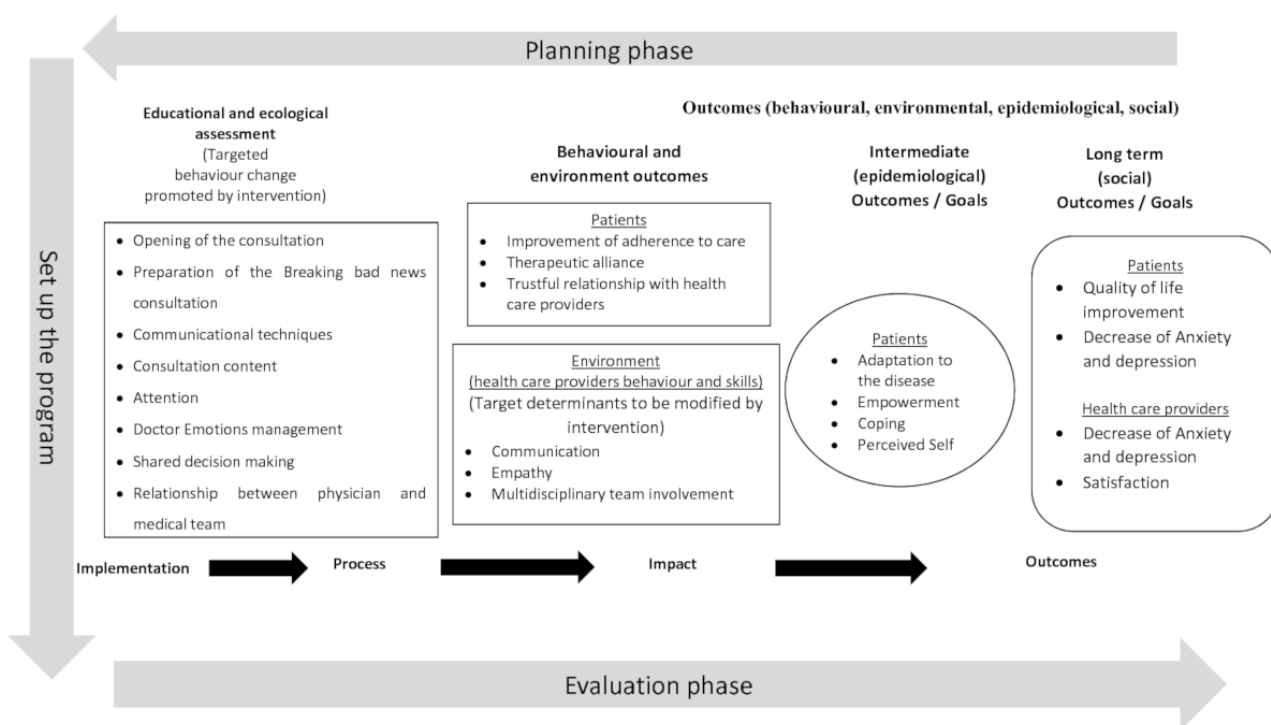 Planning phase
Set up the program
Educational and ecological
assessment
(Targeted
behaviour change
promoted by intervention)
• Opening of the consultation
• Preparation of the Breaking bad news
consultation
• Communicational techniques
• Consultation content
• Attention
• Doctor Emotions management
• Shared decision making
• Relationship between physician and
medical team
Outcomes (behavioural, environmental, epidemiological, social)
Behavioural and
environment outcomes
Patients
• Improvement of adherence to care
• Therapeutic alliance
• Trustful relationship with health
care providers
Environment
(health care providers behaviour and skills)
(Target determinants to be modified by
intervention)
• Communication
• Empathy
• Multidisciplinary team involvement
Intermediate
(epidemiological)
Outcomes / Goals
Patients
• Adaptation to
the disease
• Empowerment
• Coping
• Perceived Self
Long term
(social)
Outcomes / Goals
Patients
• Quality of life
improvement
• Decrease of Anxiety
and depression
Health care providers
• Decrease of Anxiety
and depression
• Satisfaction
Implementation
Process
Impact
Outcomes
Evaluation phase